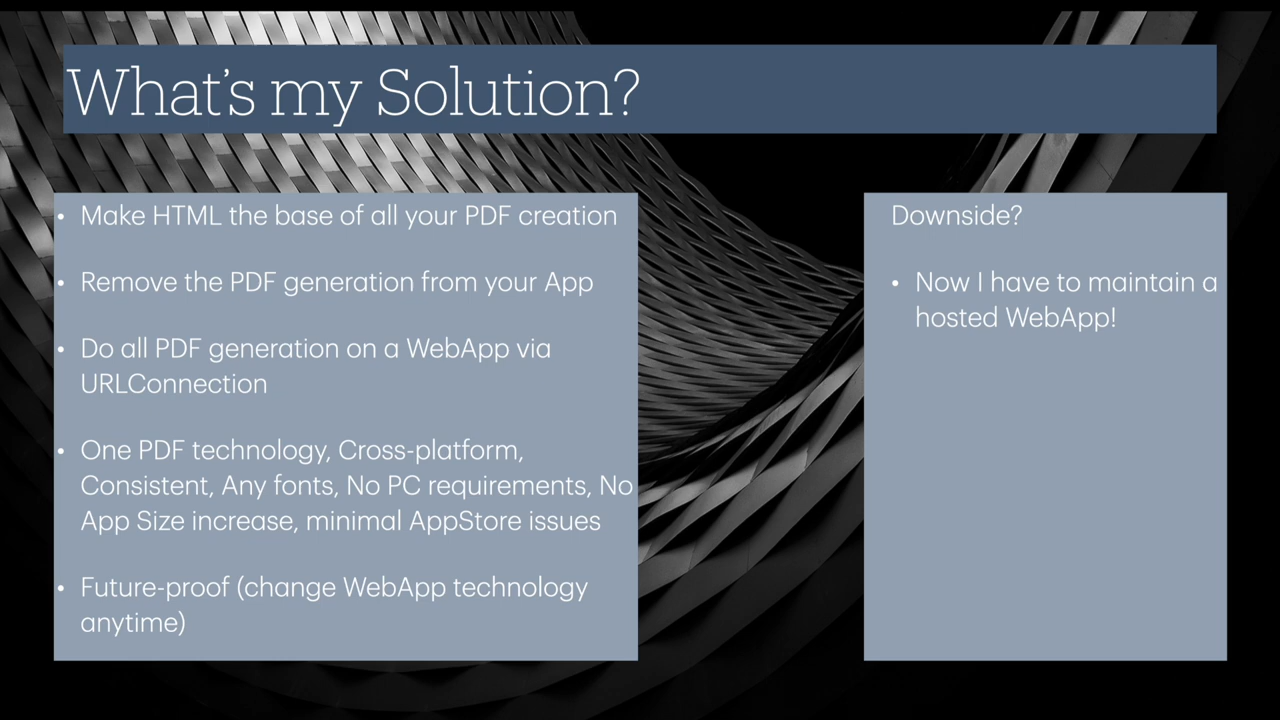 What's my Solution?
• Make HTML the base of all your PDF creation
• Remove the PDF generation from your App
• Do all PDF generation on a WebApp via
URLConnection
• One PDF technology, Cross-platform,
Consistent, Any fonts, No PC requirements, No
App Size increase, minimal AppStore issues
• Future-proof (change WebApp technology
anytime)
Downside?
• Now I have to maintain a
hosted WebApp!